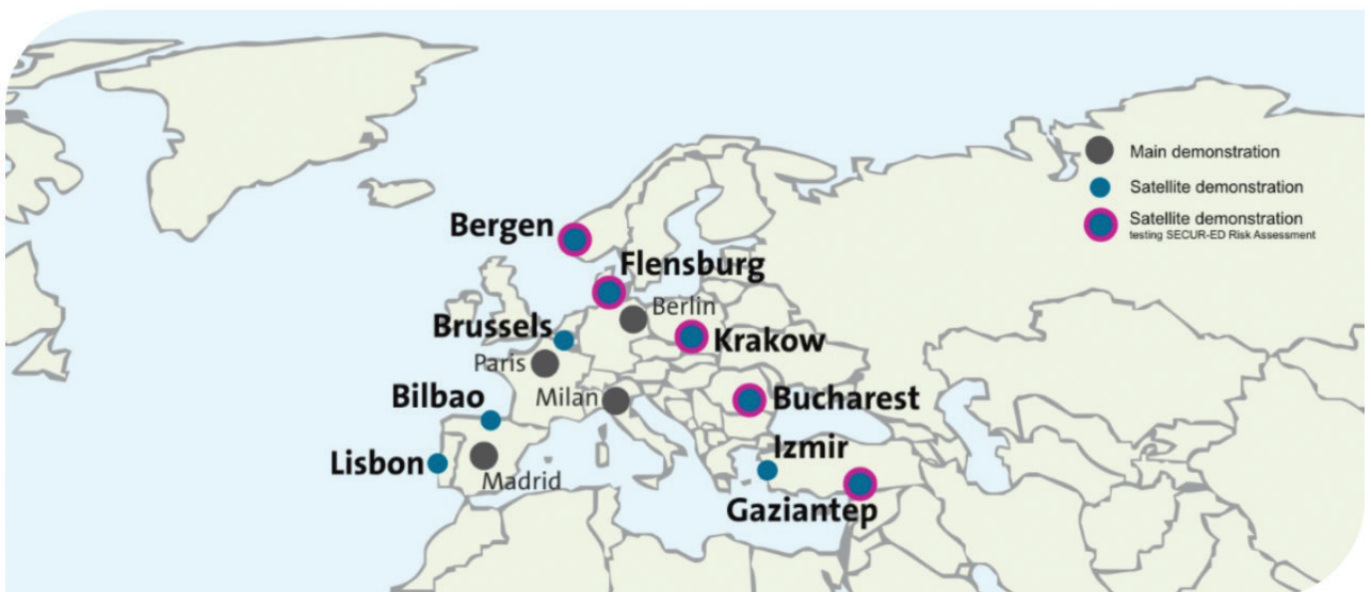 Main demonstration
Satellite demonstration
Satellite demonstration
testing SECUR-ED Risk Assessment
Bergen
Flensburg
Berlin
Brussels
Krakow
Paris
Milan
Bilbao
Bucharest
Izmir
Lisbon
Madrid
Gaziantep